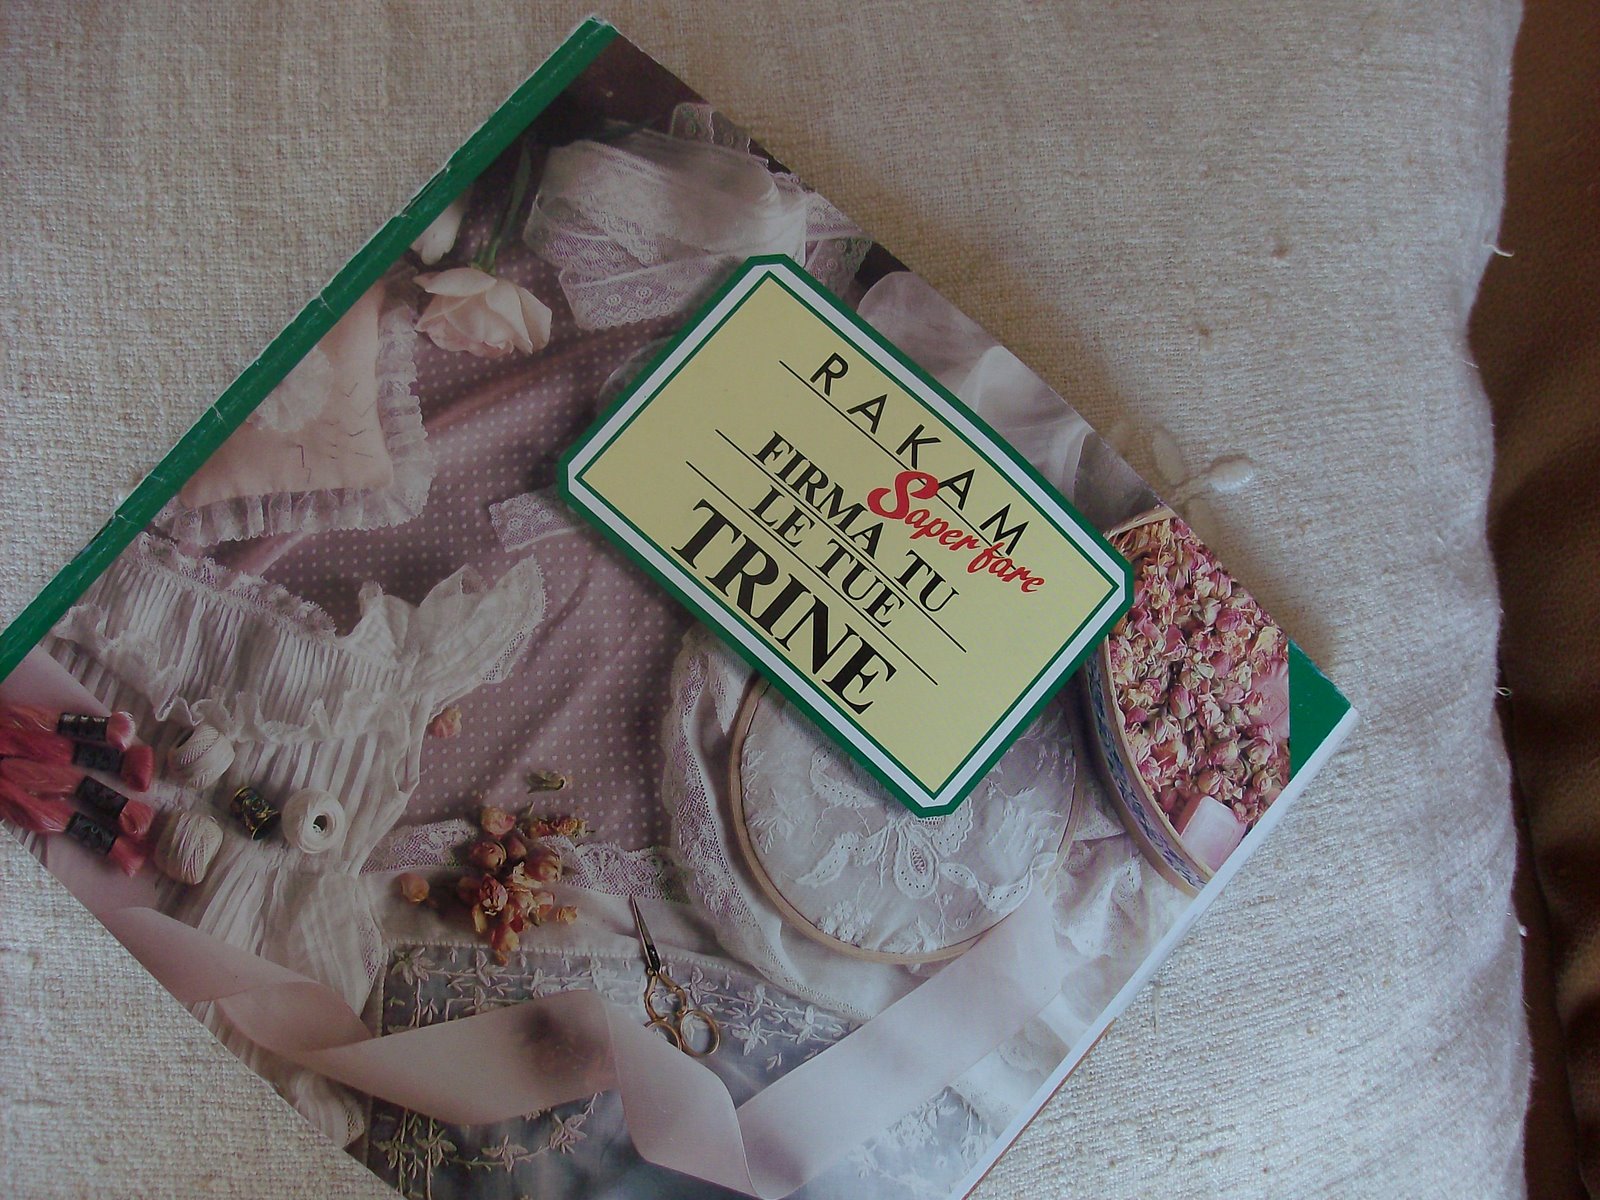 RAKAM
Saper fare
FIRMA TU
LE TUE
TRINE